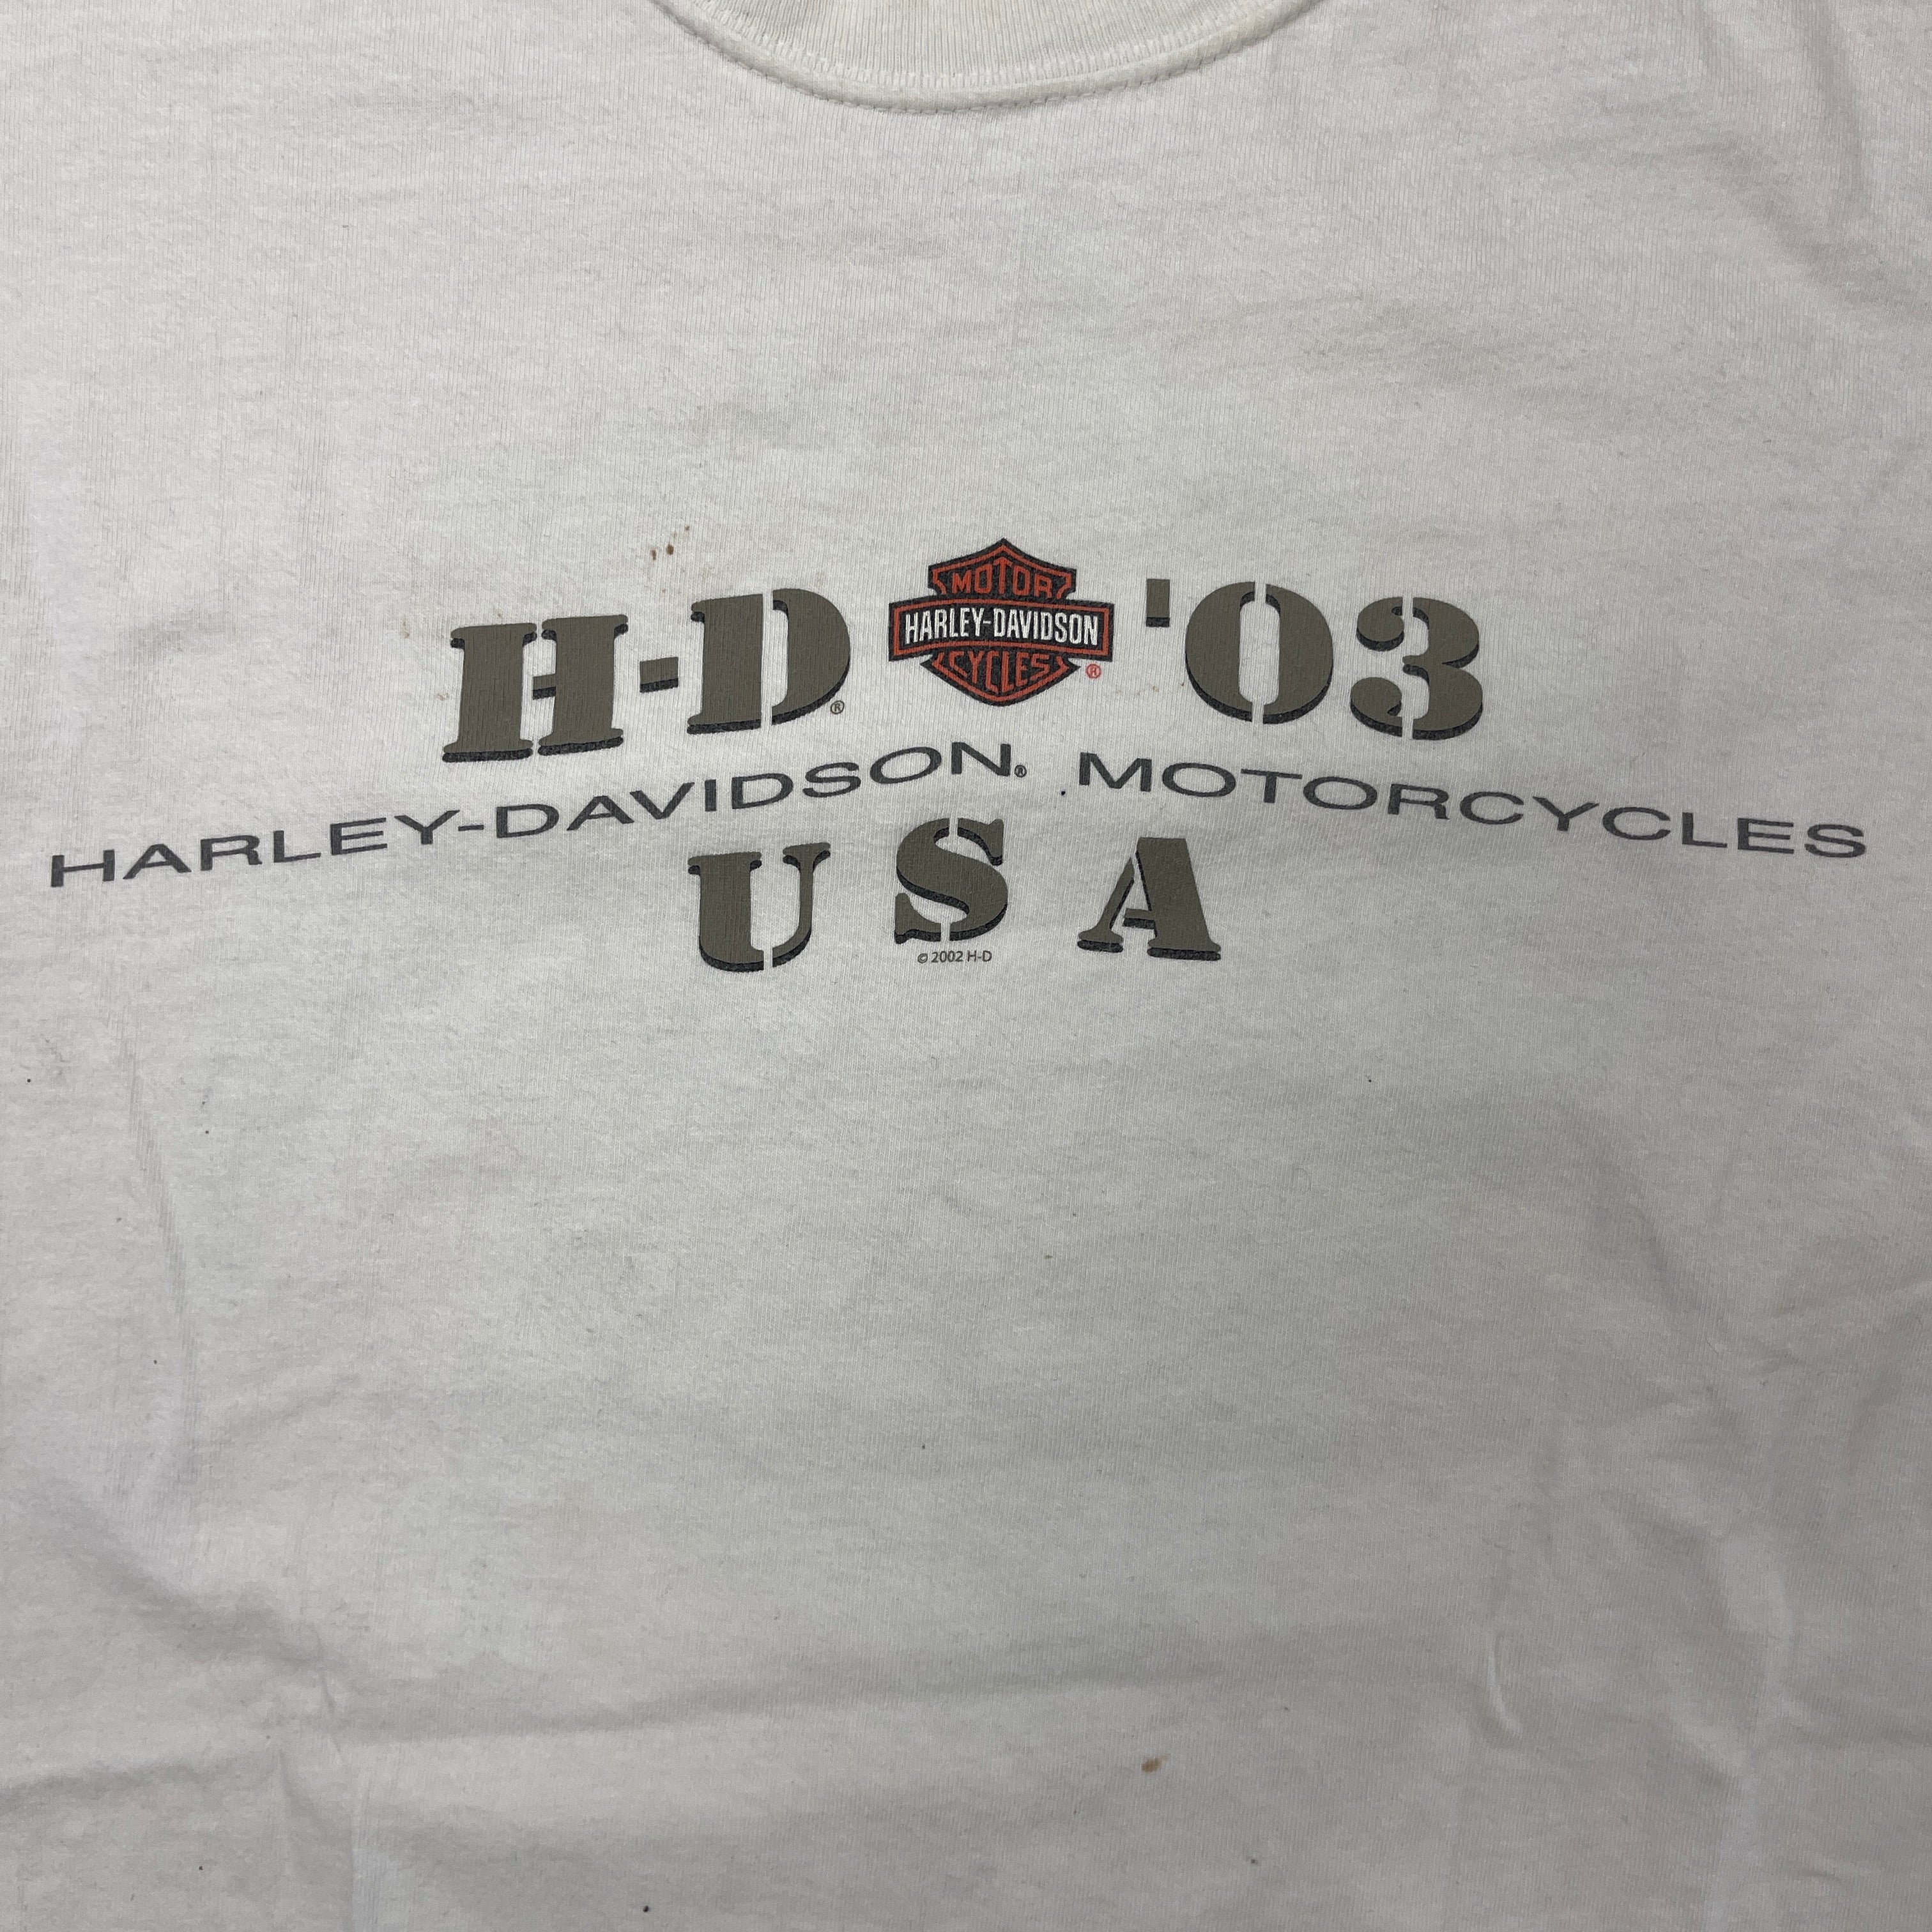 H-D® MOTOR '03
HARLEY-DAVIDSON
CYCLES®
HARLEY-DAVIDSON® MOTORCYCLES
USA
© 2002 H-D